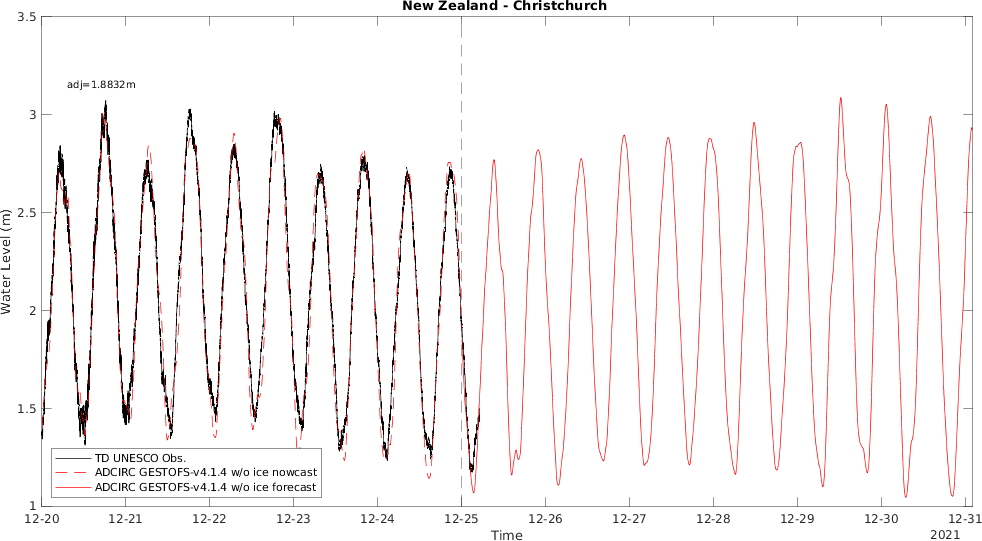 New Zealand - Christchurch
3.5
adj=1.8832m
3
2.5
Water Level (m)
2
1.5
TD UNESCO Obs.
ADCIRC GESTOFS-v4.1.4 w/o ice nowcast
ADCIRC GESTOFS-v4.1.4 w/o ice forecast
1
12-20 12-21 12-22 12-23 12-24 12-25 12-26 12-27 12-28 12-29 12-30 12-31
Time
2021